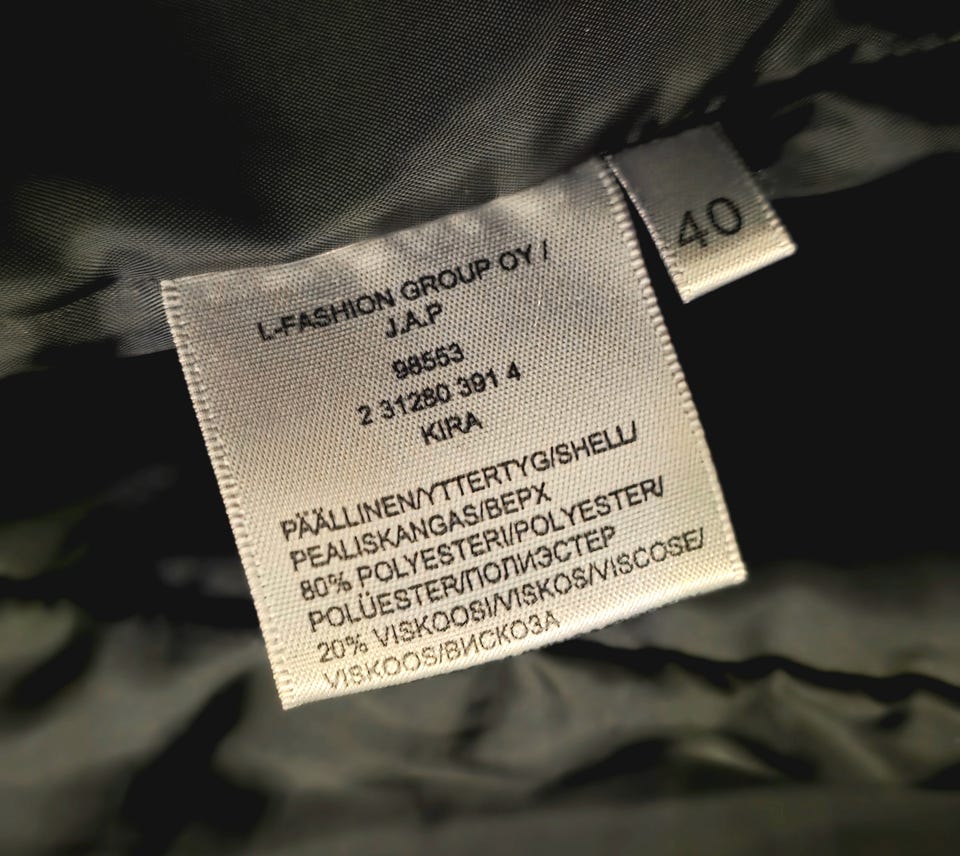 40
L-FASHION GROUP OY /
J.A.P
98563
2 31280 391 4
KIRA
PÄÄLLINEN/YTTERTYG/SHELL/
PEALISKANGAS/ВЕРХ
80% POLYESTERI/POLYESTER/
POLÜESTER/ПОЛИЭСТЕР
20% VISKOOSI/VISKOS/VISCOSE/
VISKOOS/ВИСКОЗА